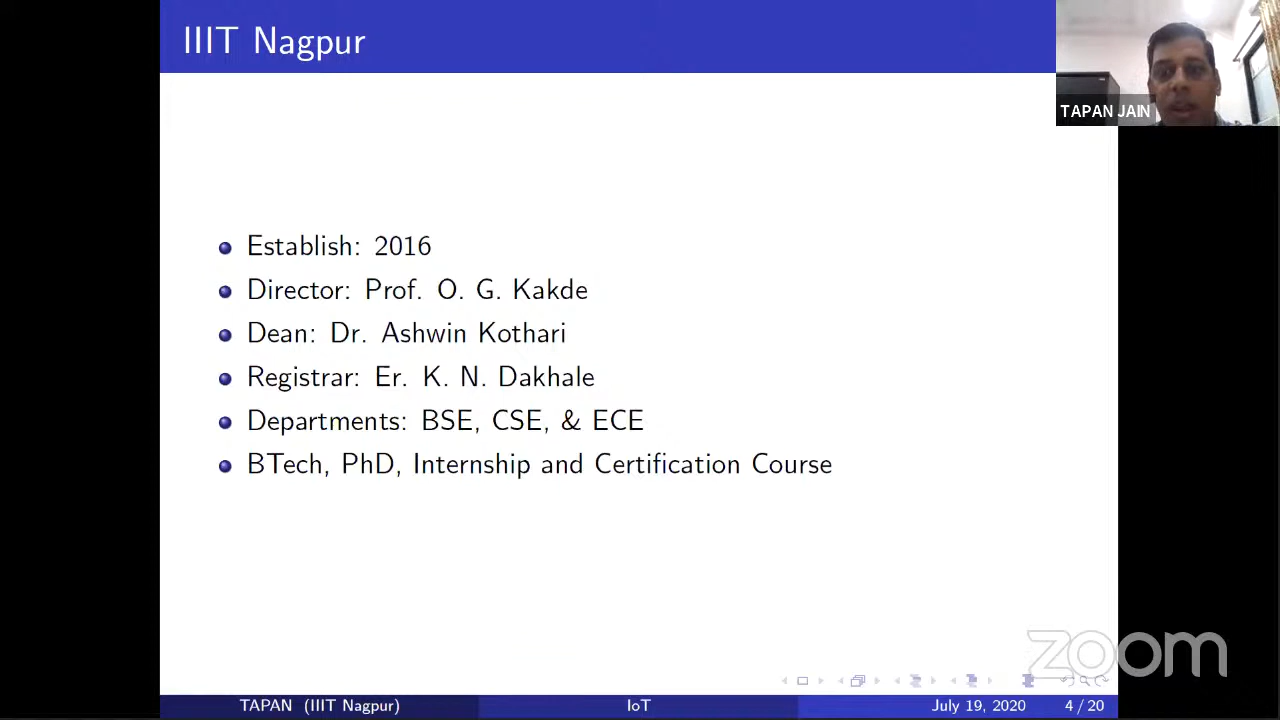 IIIT Nagpur
TAPAN JAIN
Establish: 2016
Director: Prof. O. G. Kakde
Dean: Dr. Ashwin Kothari
Registrar: Er. K. N. Dakhale
Departments: BSE, CSE, & ECE
BTech, PhD, Internship and Certification Course
zoom
TAPAN (IIIT Nagpur) IoT July 19, 2020 4 / 20